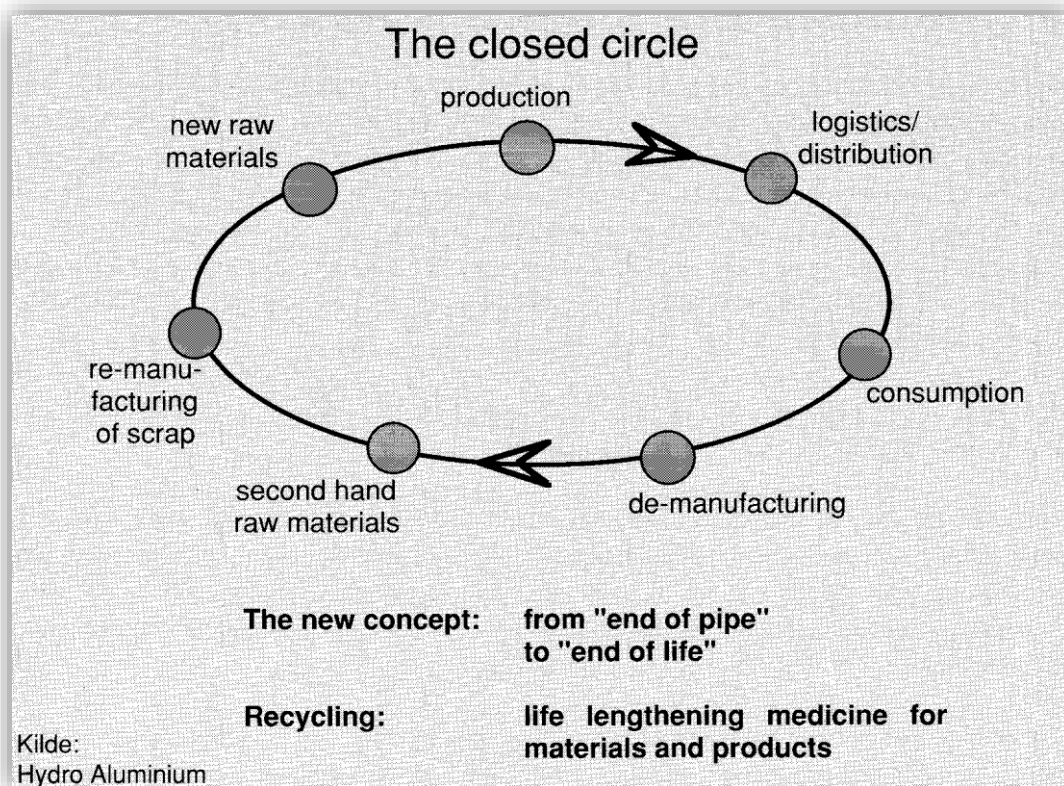 The closed circle
production
new raw
materials
logistics/
distribution
re-manu-
facturing
of scrap
consumption
second hand
raw materials
de-manufacturing
The new concept: from "end of pipe"
to "end of life"
Recycling: life lengthening medicine for
materials and products
Kilde:
Hydro Aluminium